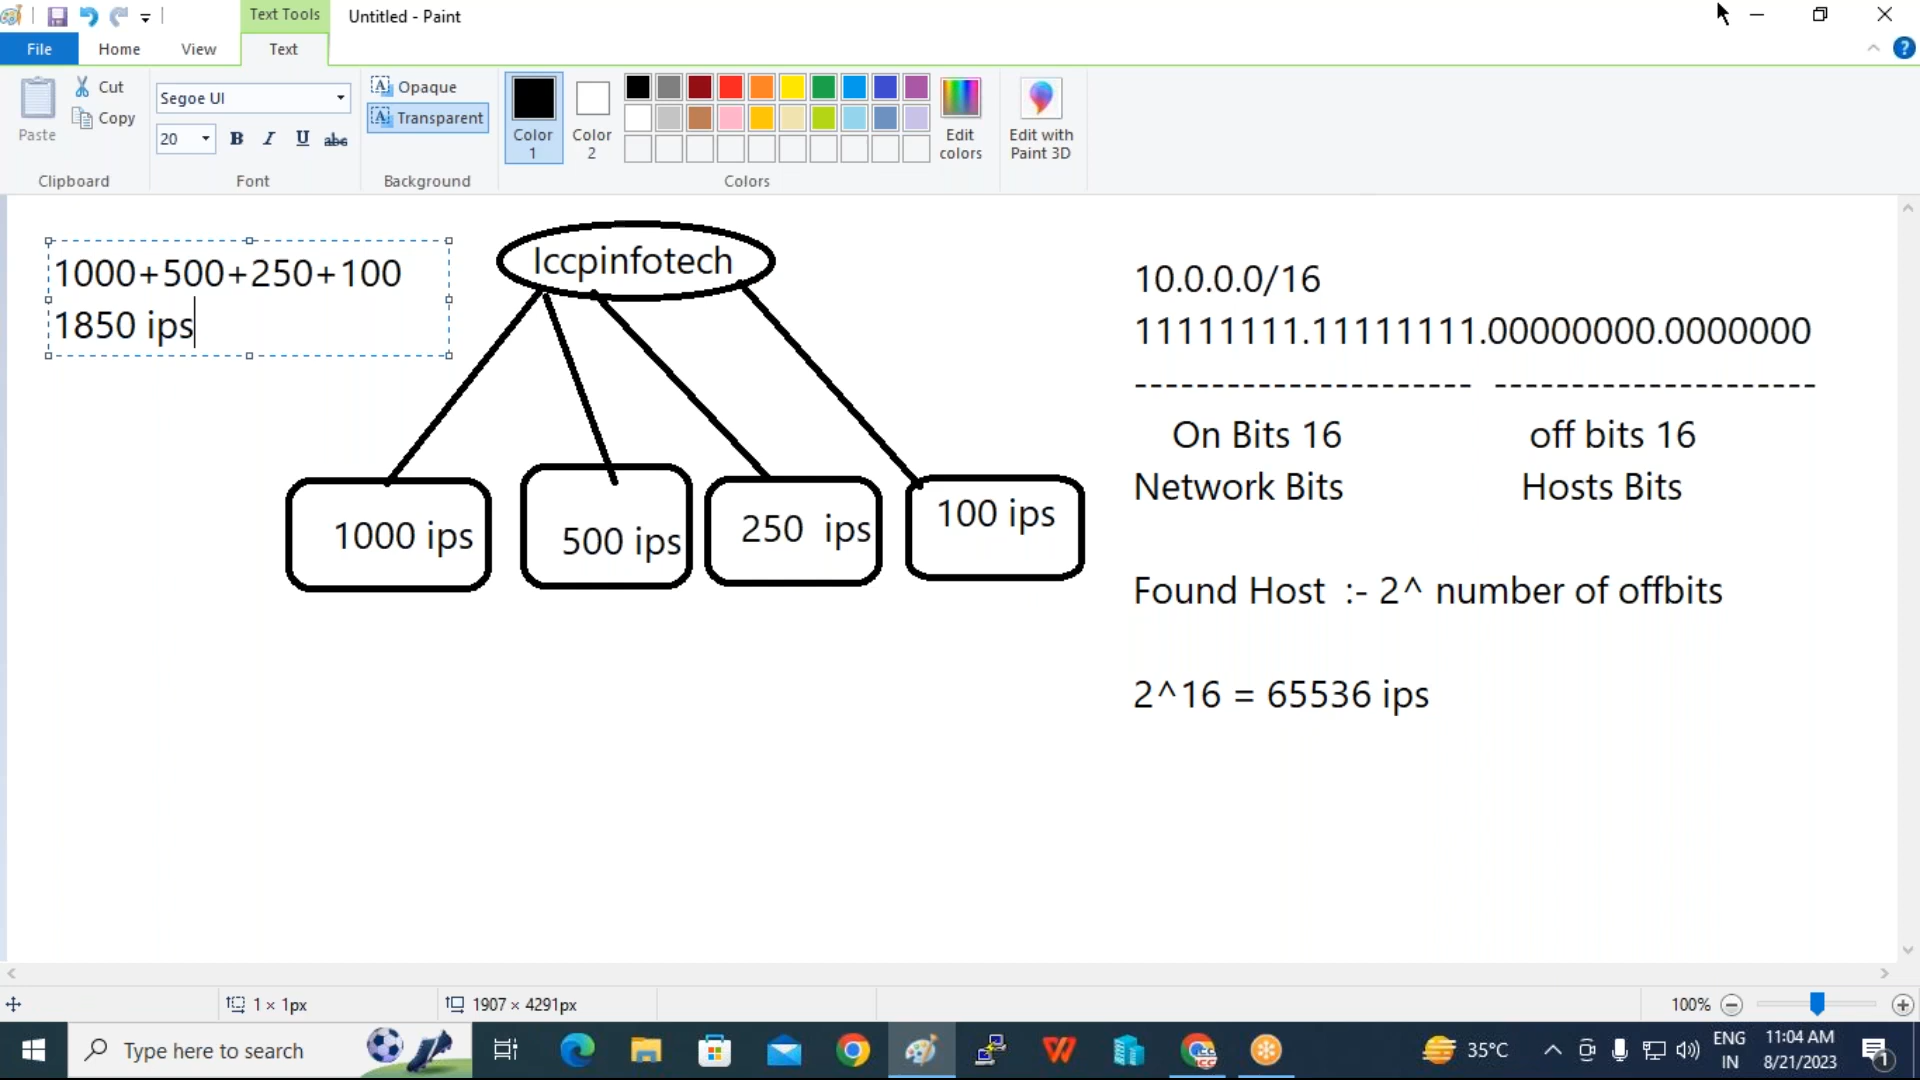 Text Tools
Untitled - Paint
File
Home
View
Text
Paste
Cut
Copy
Clipboard
Segoe UI
20
B
I
U
abc
Font
Opaque
Transparent
Background
Color
1
Color
2
Edit
colors
Colors
Edit with
Paint 3D
1000+500+250+100
1850 ips
Iccpinfotech
1000 ips
500 ips
250 ips
100 ips
10.0.0.0/16
11111111.11111111.00000000.0000000
---------------------- ---------------------
On Bits 16 off bits 16
Network Bits Hosts Bits
Found Host :- 2^ number of offbits
2^16 = 65536 ips
1 × 1px
1907 × 4291px
100%
Type here to search
35°C
ENG
IN
11:04 AM
8/21/2023
1